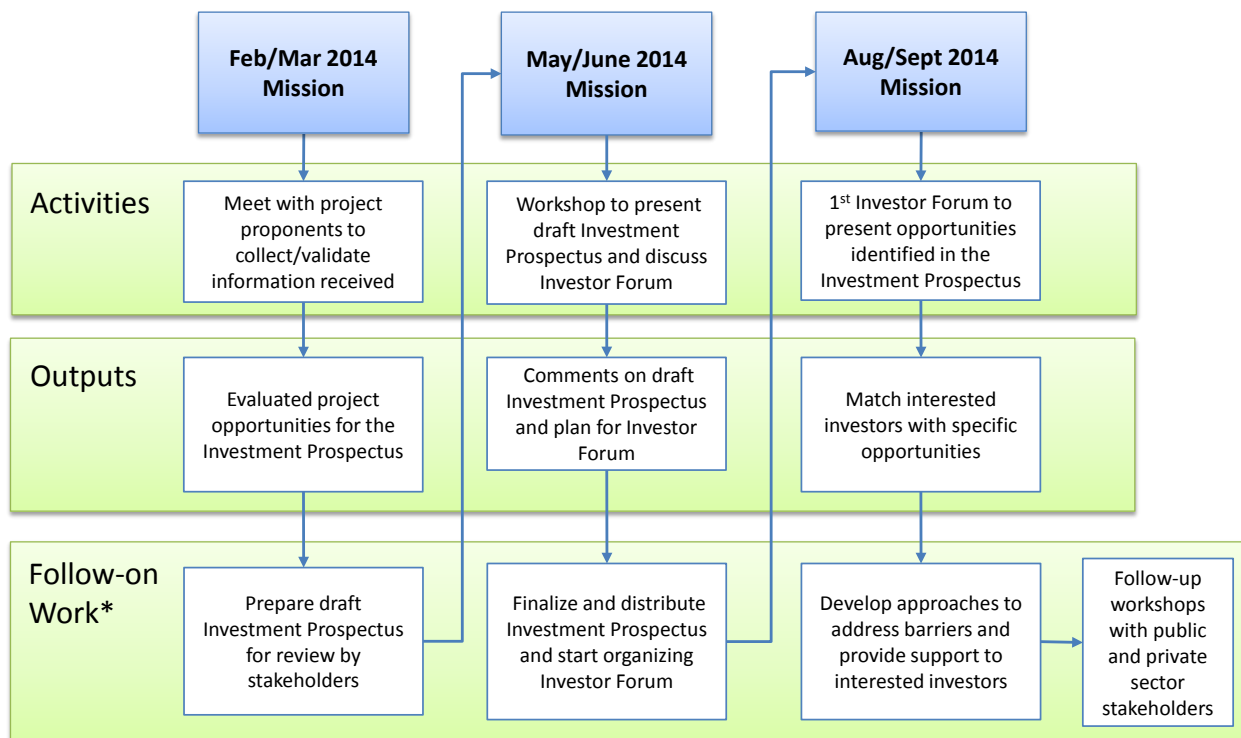 Feb/Mar 2014
Mission
May/June 2014
Mission
Aug/Sept 2014
Mission
Activities
Meet with project
proponents to
collect/validate
information received
Workshop to present
draft Investment
Prospectus and discuss
Investor Forum
1st Investor Forum to
present opportunities
identified in the
Investment Prospectus
Outputs
Evaluated project
opportunities for the
Investment Prospectus
Comments on draft
Investment Prospectus
and plan for Investor
Forum
Match interested
investors with specific
opportunities
Follow-on
Work*
Prepare draft
Investment Prospectus
for review by
stakeholders
Finalize and distribute
Investment Prospectus
and start organizing
Investor Forum
Develop approaches to
address barriers and
provide support to
interested investors
Follow-up
workshops
with public
and private
sector
stakeholders